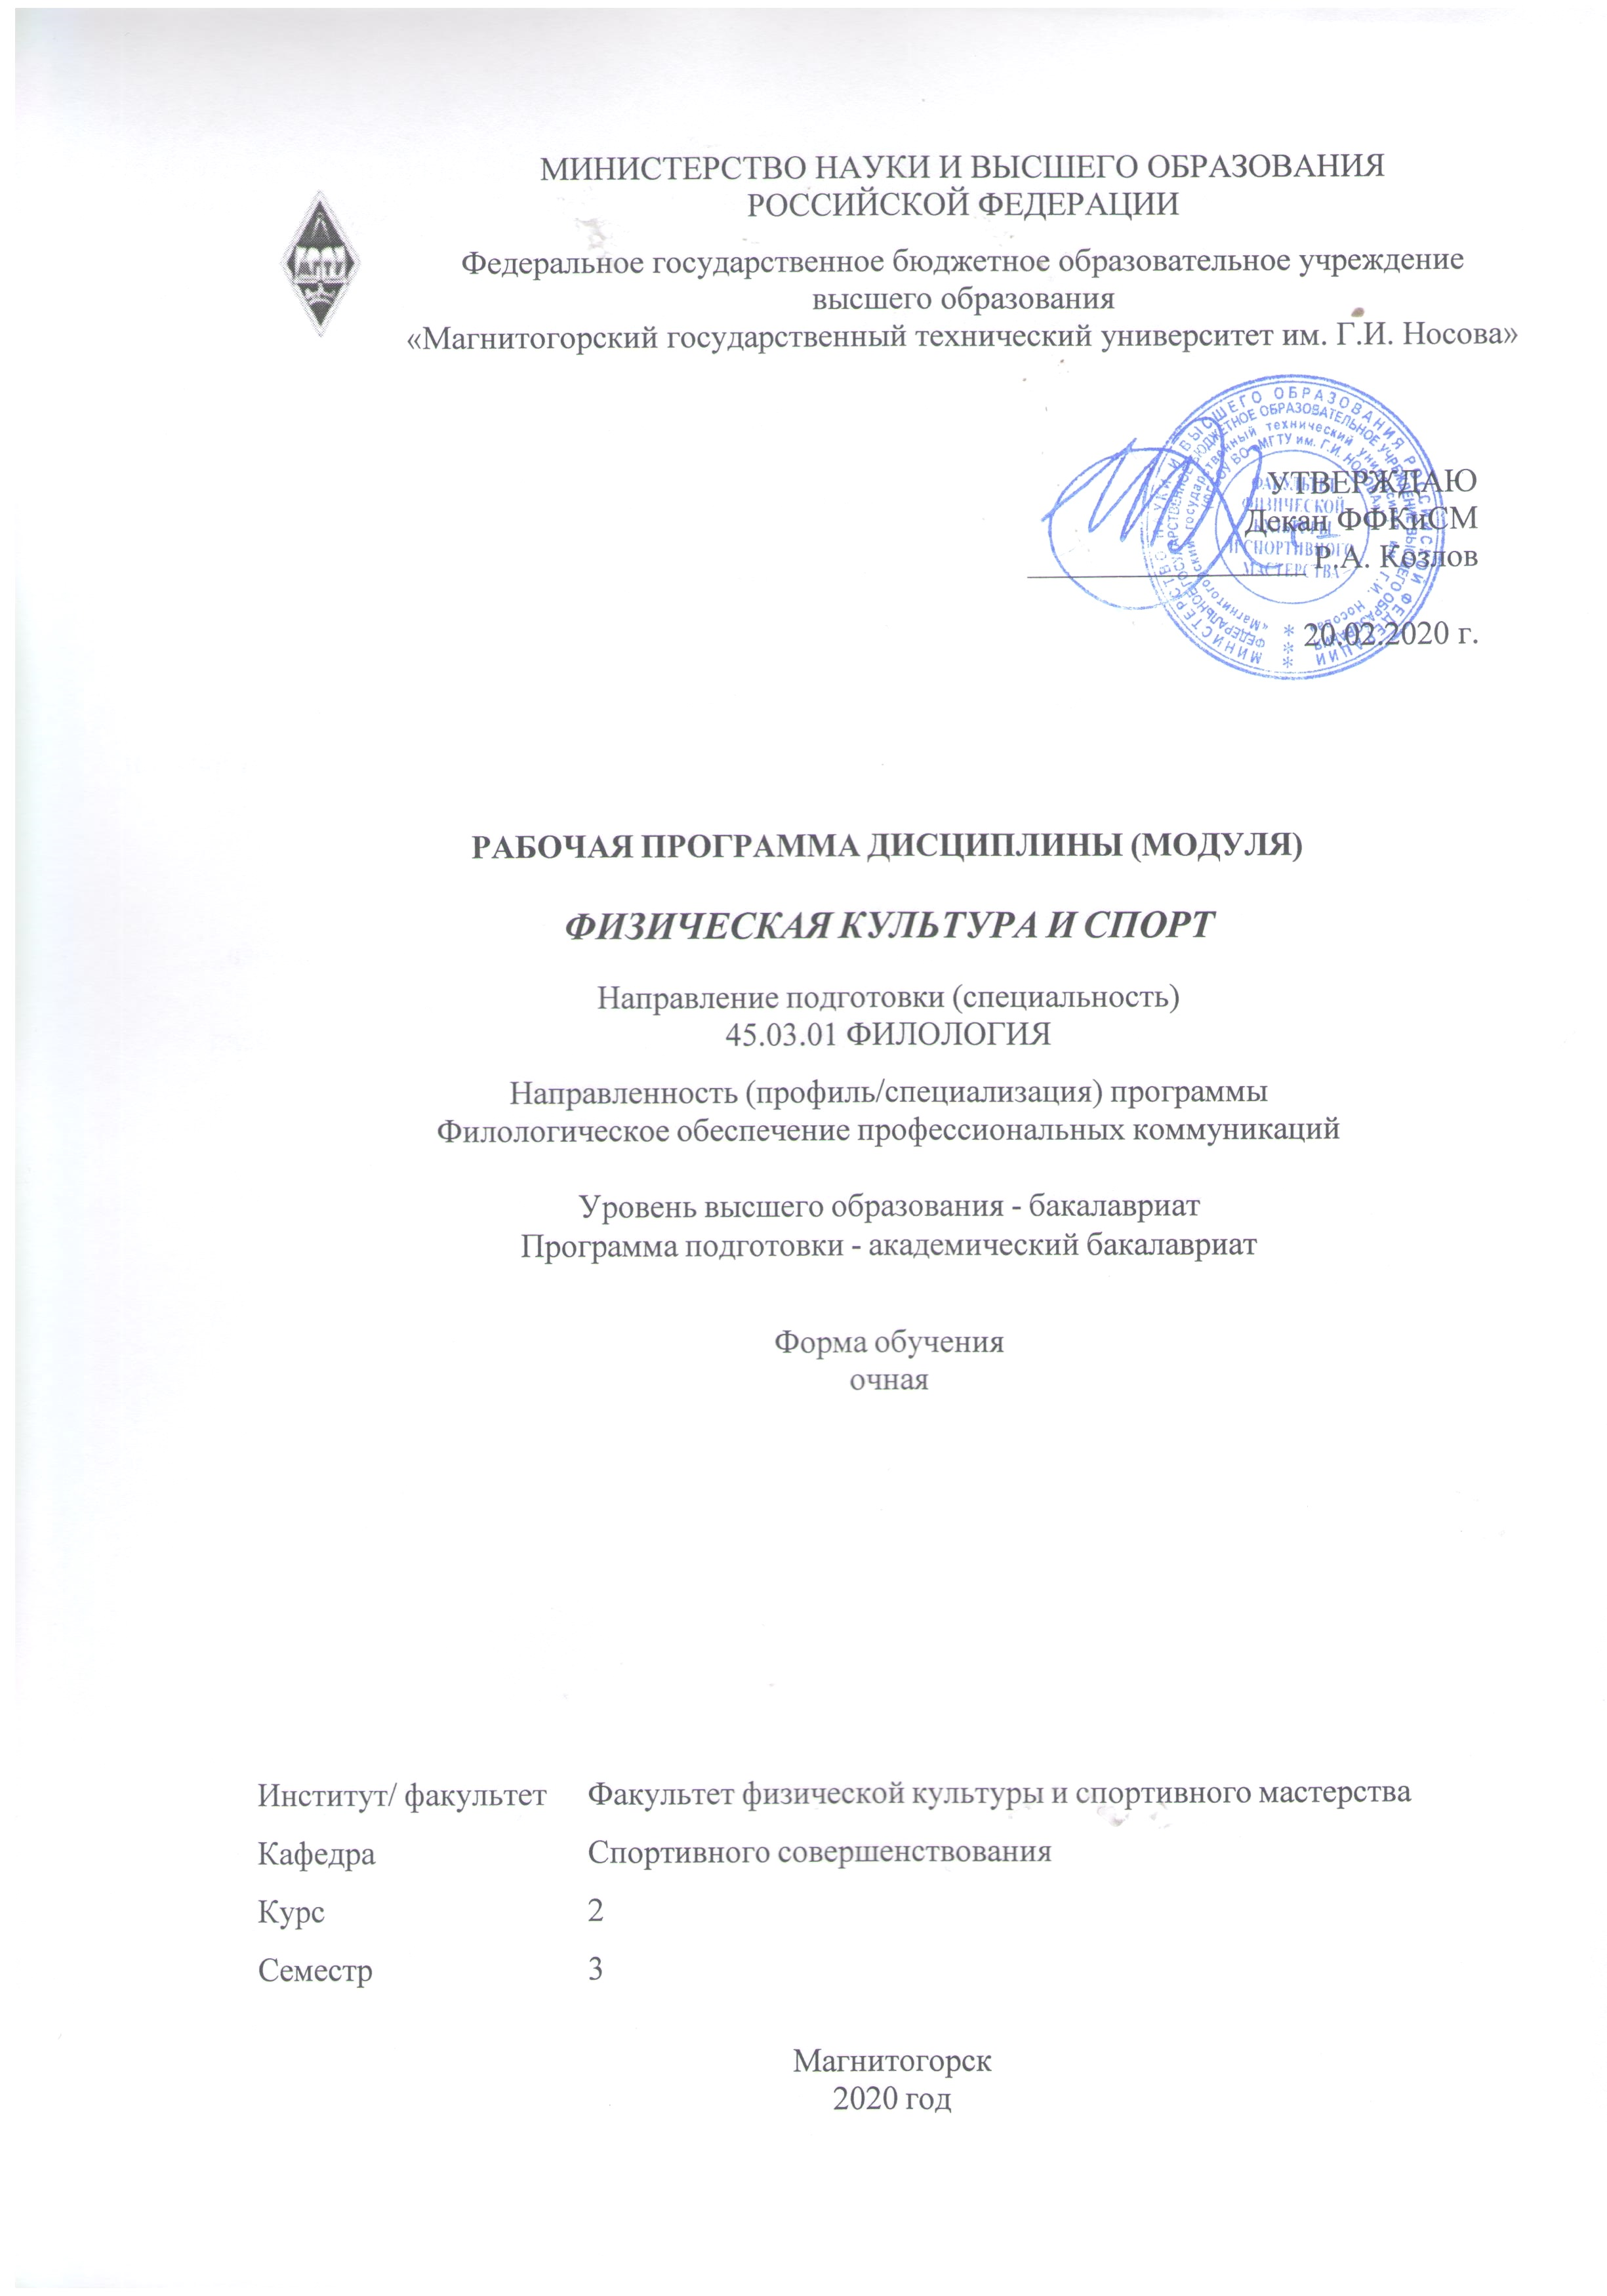 МИНИСТЕРСТВО НАУКИ И ВЫСШЕГО ОБРАЗОВАНИЯ
РОССИЙСКОЙ ФЕДЕРАЦИИ
МГТУ
Федеральное государственное бюджетное образовательное учреждение
высшего образования
«Магнитогорский государственный технический университет им. Г.И. Носова»
УТВЕРЖДАЮ
Декан ФФКиСМ
Р.А. Козлов
20.02.2020 г.
ФИЗИЧЕСКОЙ
СПОРТИВНОГО
МАСТЕРСТВА
РАБОЧАЯ ПРОГРАММА ДИСЦИПЛИНЫ (МОДУЛЯ)
ФИЗИЧЕСКАЯ КУЛЬТУРА И СПОРТ
Направление подготовки (специальность)
45.03.01 ФИЛОЛОГИЯ
Направленность (профиль/специализация) программы
Филологическое обеспечение профессиональных коммуникаций
Уровень высшего образования - бакалавриат
Программа подготовки - академический бакалавриат
Форма обучения
очная
Институт/ факультет Факультет физической культуры и спортивного мастерства
Кафедра Спортивного совершенствования
Курс 2
Семестр 3
Магнитогорск
2020 год